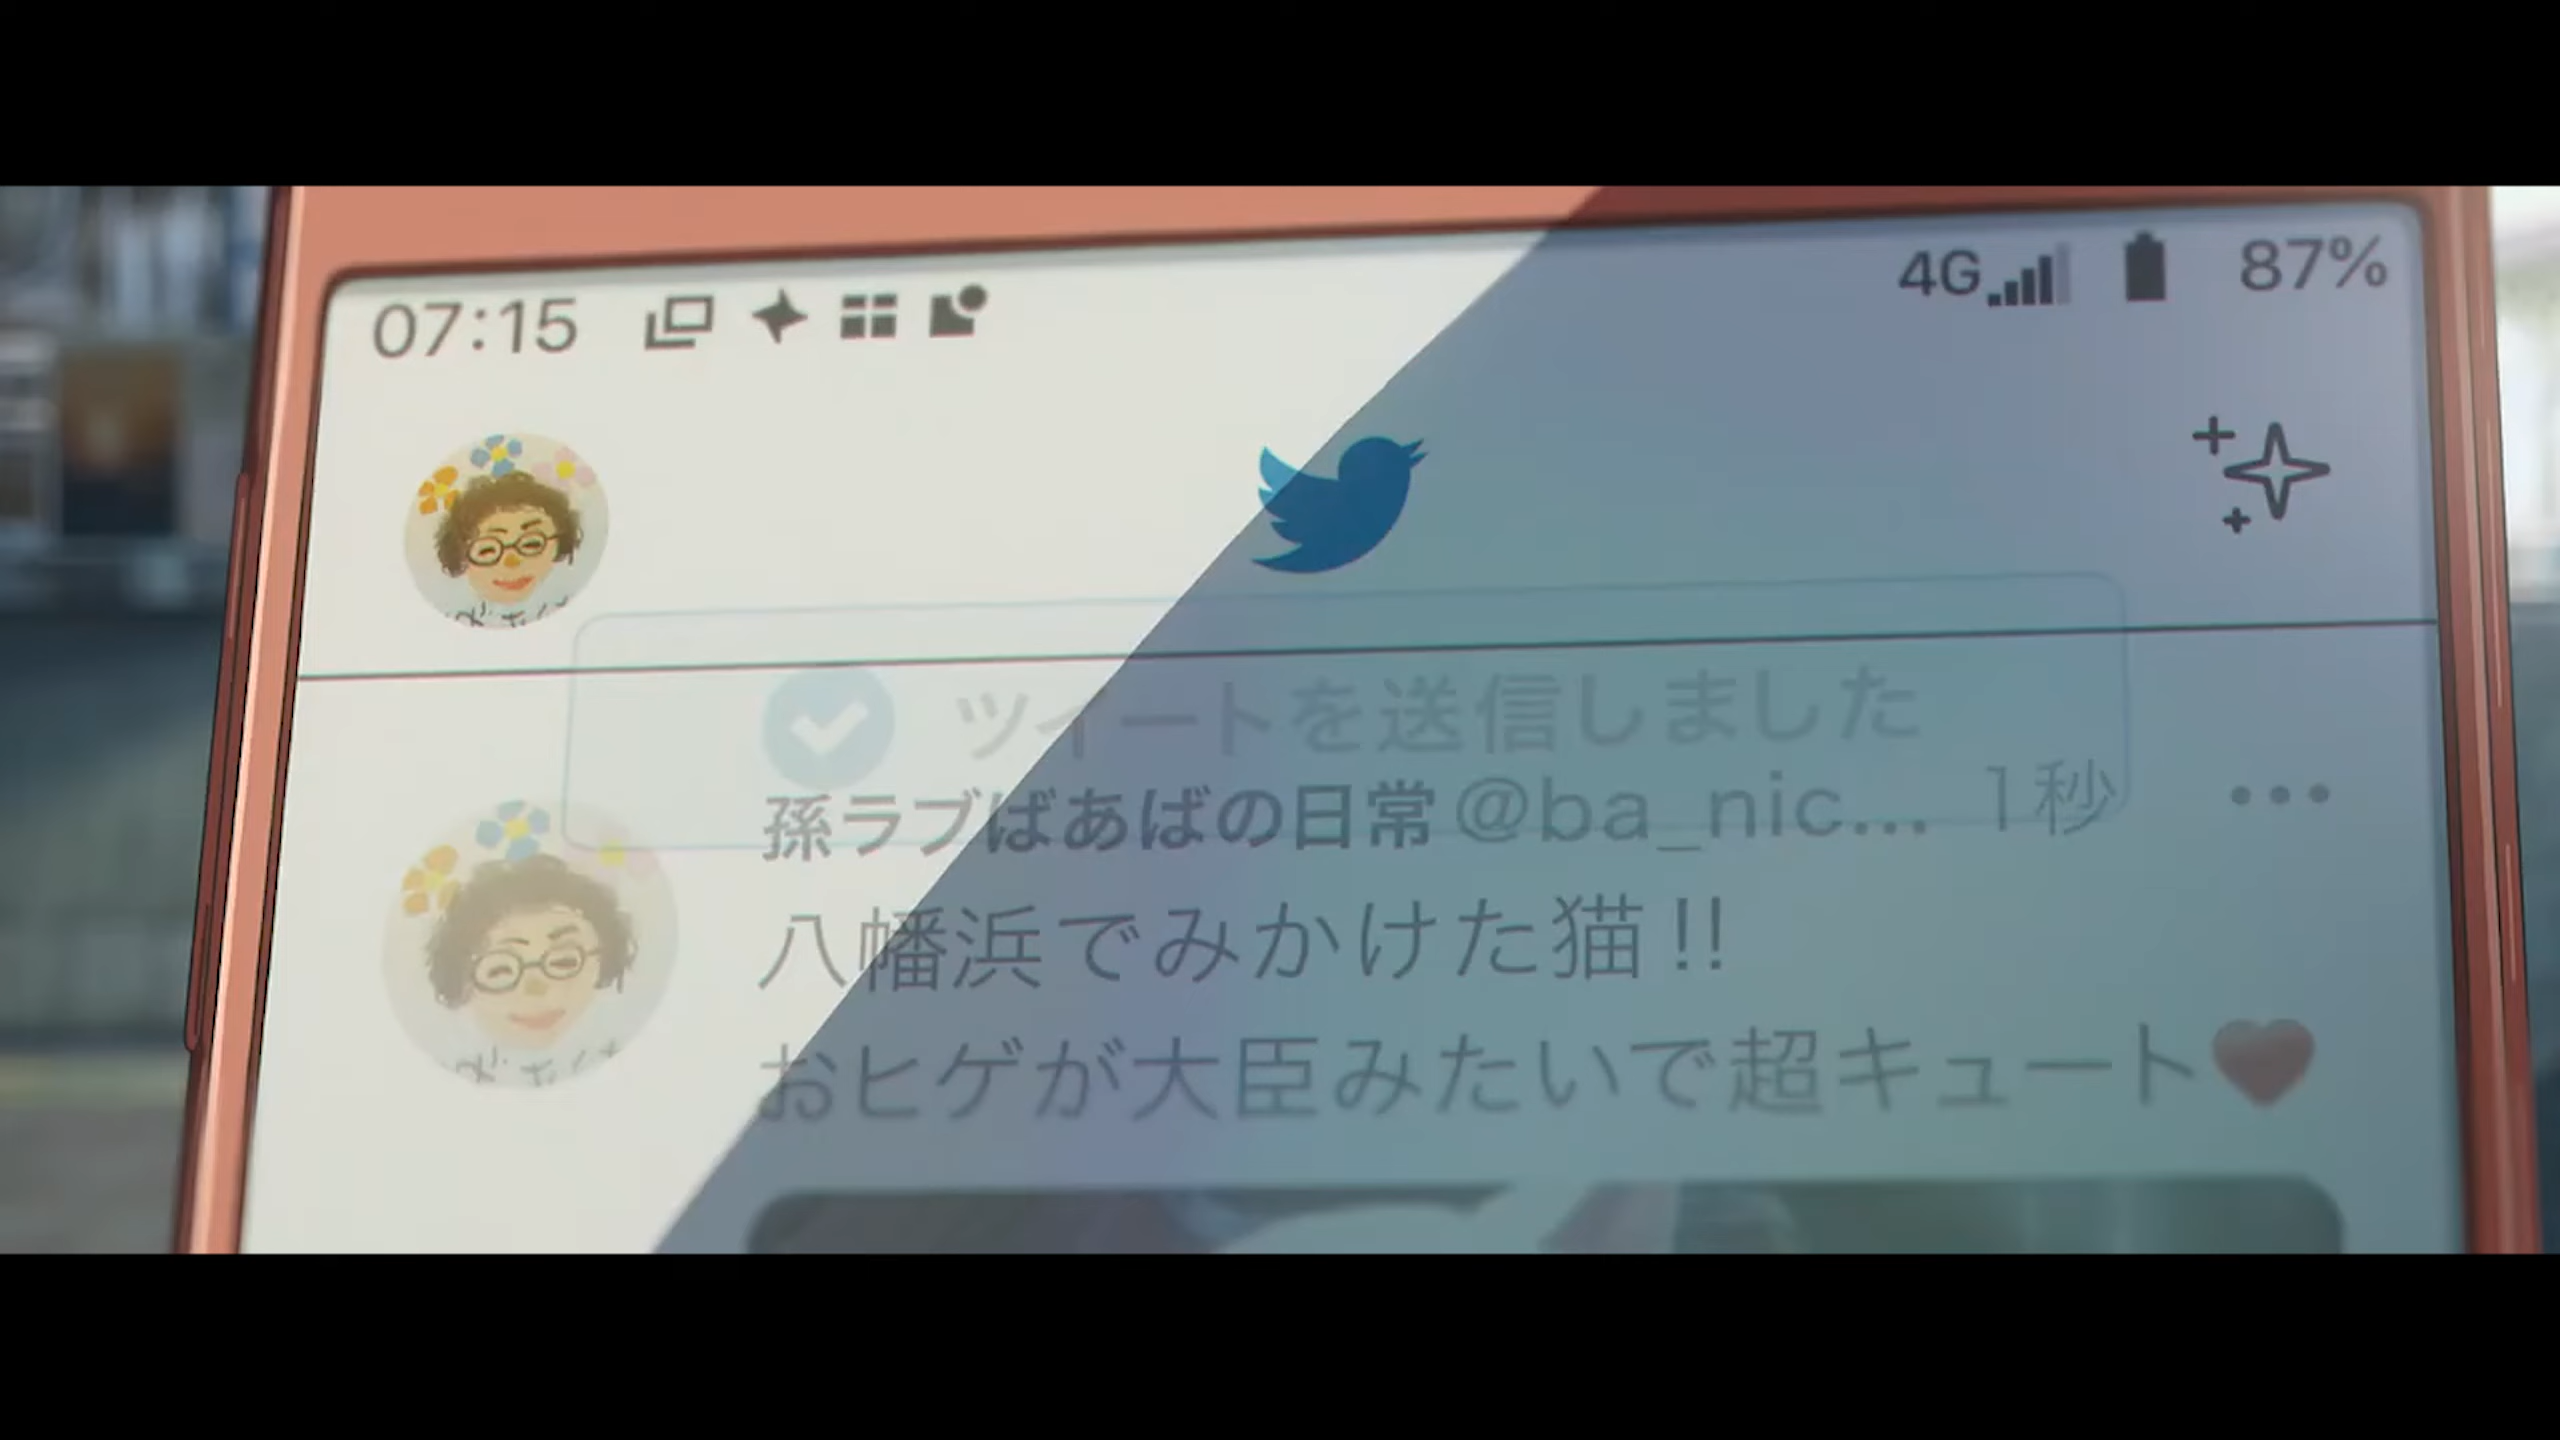 07:15
4G 87%
ツイートを送信しました
孫ラブばあばの日常 @ba_nic... 1秒
八幡浜でみかけた猫!!
おヒゲが大臣みたいで超キュート❤